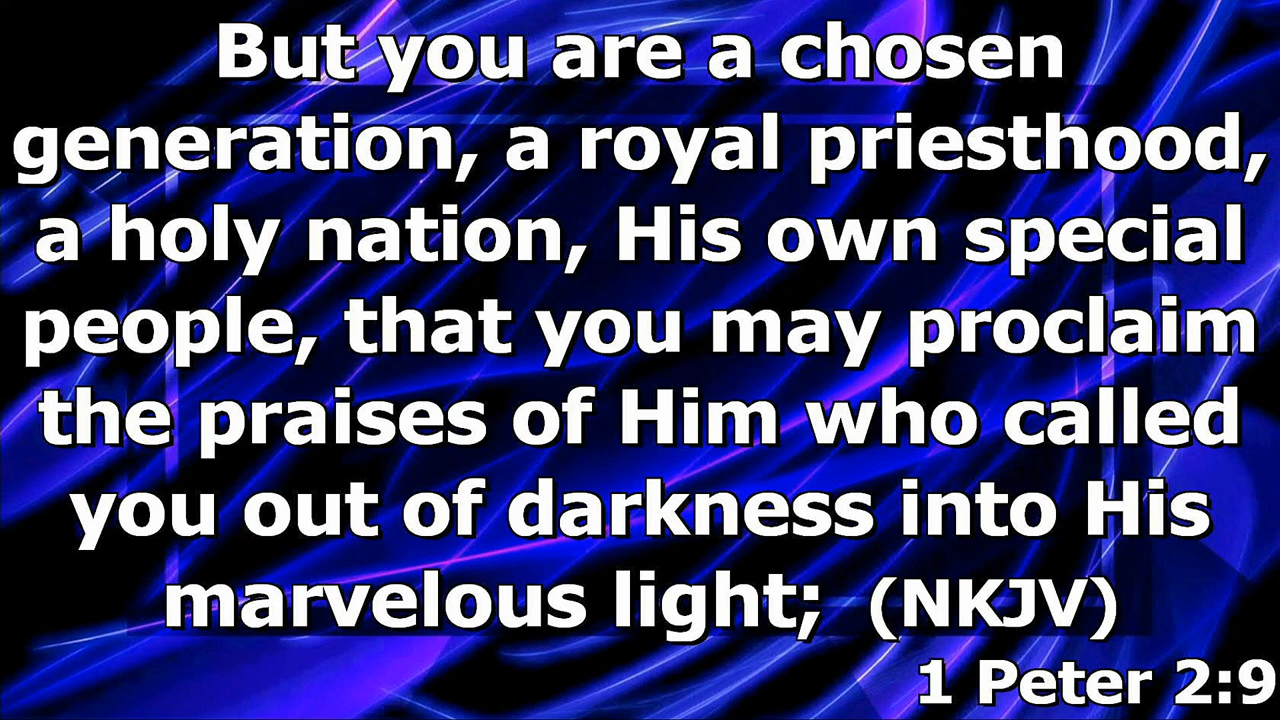 But you are a chosen
generation, a royal priesthood,
a holy nation, His own special
people, that you may proclaim
the praises of Him who called
you out of darkness into His
marvelous light; (NKJV)
1 Peter 2:9